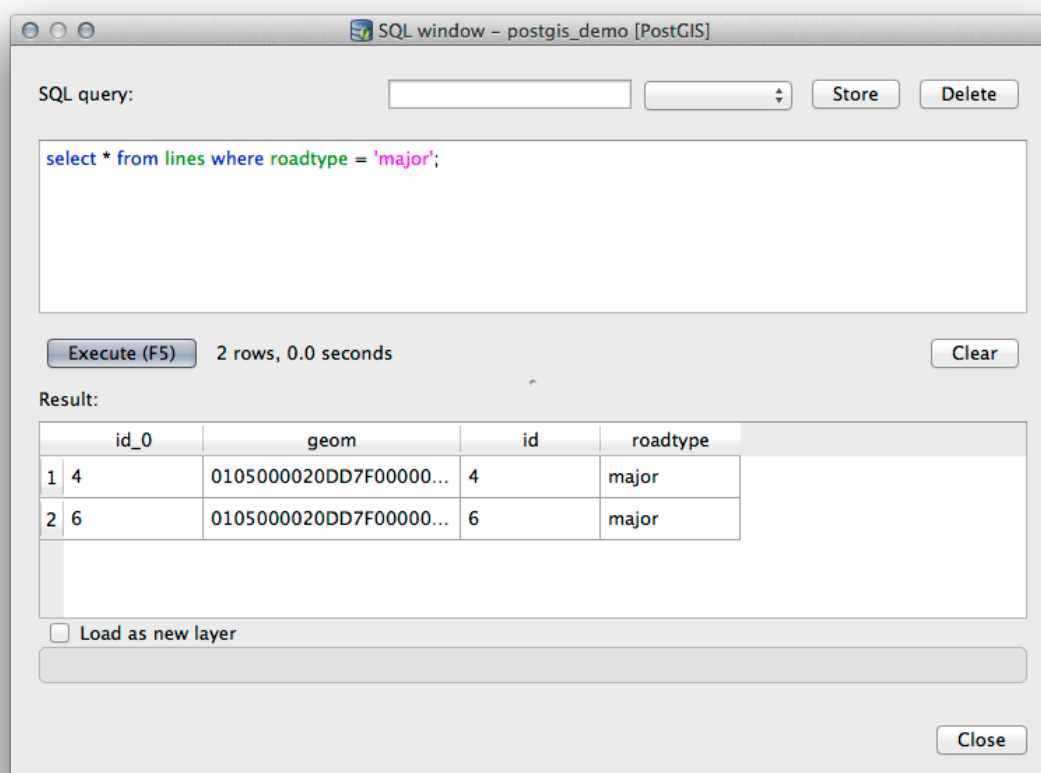 SQL window - postgis_demo [PostGIS]
SQL query: Store Delete
select * from lines where roadtype = 'major';
Execute (F5) 2 rows, 0.0 seconds Clear
Result:
id_0 geom id roadtype
1 4 0105000020DD7F00000... 4 major
2 6 0105000020DD7F00000... 6 major
Load as new layer
Close